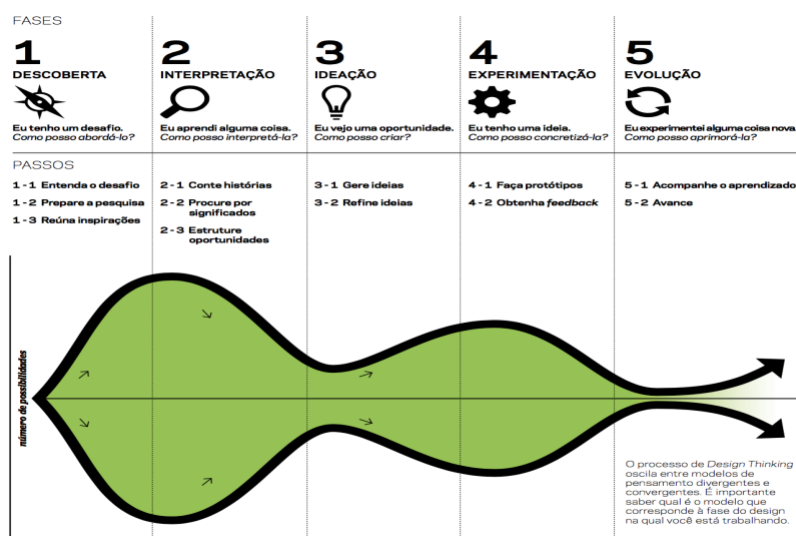 FASES
1
DESCOBERTA
Eu tenho um desafio.
Como posso abordá-lo?
2
INTERPRETAÇÃO
Eu aprendi alguma coisa.
Como posso interpretá-la?
3
IDEAÇÃO
Eu vejo uma oportunidade.
Como posso criar?
4
EXPERIMENTAÇÃO
Eu tenho uma ideia.
Como posso concretizá-la?
5
EVOLUÇÃO
Eu experimentei alguma coisa nova.
Como posso aprimorá-la?
PASSOS
1 - 1 Entenda o desafio
1 - 2 Prepare a pesquisa
1 - 3 Reúna inspirações
2 - 1 Conte histórias
2 - 2 Procure por
significados
2 - 3 Estruture
oportunidades
3 - 1 Gere ideias
3 - 2 Refine ideias
4 - 1 Faça protótipos
4 - 2 Obtenha feedback
5 - 1 Acompanhe o aprendizado
5 - 2 Avance
número de possibilidades
O processo de Design Thinking
oscila entre modelos de
pensamento divergentes e
convergentes. É importante
saber qual é o modelo que
corresponde à fase do design
na qual você está trabalhando.